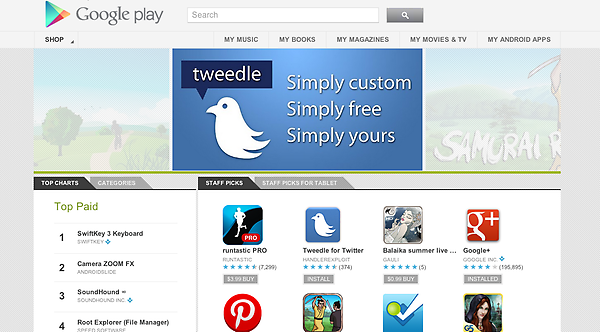 Google play
Search
SHOP
MY MUSIC
MY BOOKS
MY MAGAZINES
MY MOVIES & TV
MY ANDROID APPS
tweedle
Simply custom
Simply free
Simply yours
SAMURAI R
TOP CHARTS
CATEGORIES
STAFF PICKS
STAFF PICKS FOR TABLET
Top Paid
1
SwiftKey 3 Keyboard
SWIFTKEY
2
Camera ZOOM FX
ANDROIDSLIDE
3
SoundHound ∞
SOUNDHOUND INC.
4
Root Explorer (File Manager)
SPEED SOFTWARE
PRO
runtastic PRO
RUNTASTIC
(7,299)
$3.99 BUY
Tweedle for Twitter
HANDLEREXPLOIT
(374)
INSTALL
Balaika summer live ...
GAULI
(5)
$0.99 BUY
g+
Google+
GOOGLE INC.
(195,895)
INSTALLED
G5